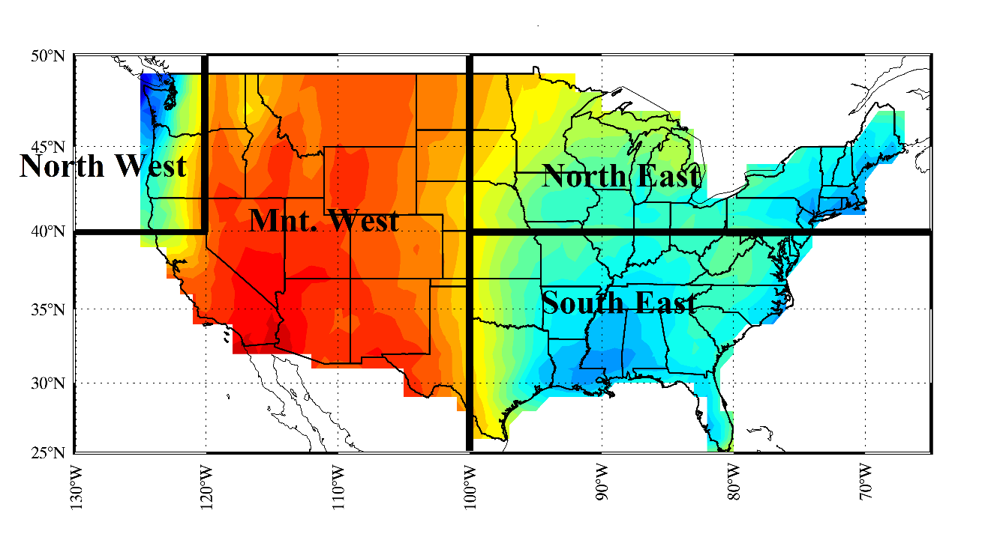 50°N
45°N
North West
North East
Mnt. West
40°N
South East
35°N
30°N
25°N
130°W
120°W
110°W
100°W
90°W
80°W
70°W